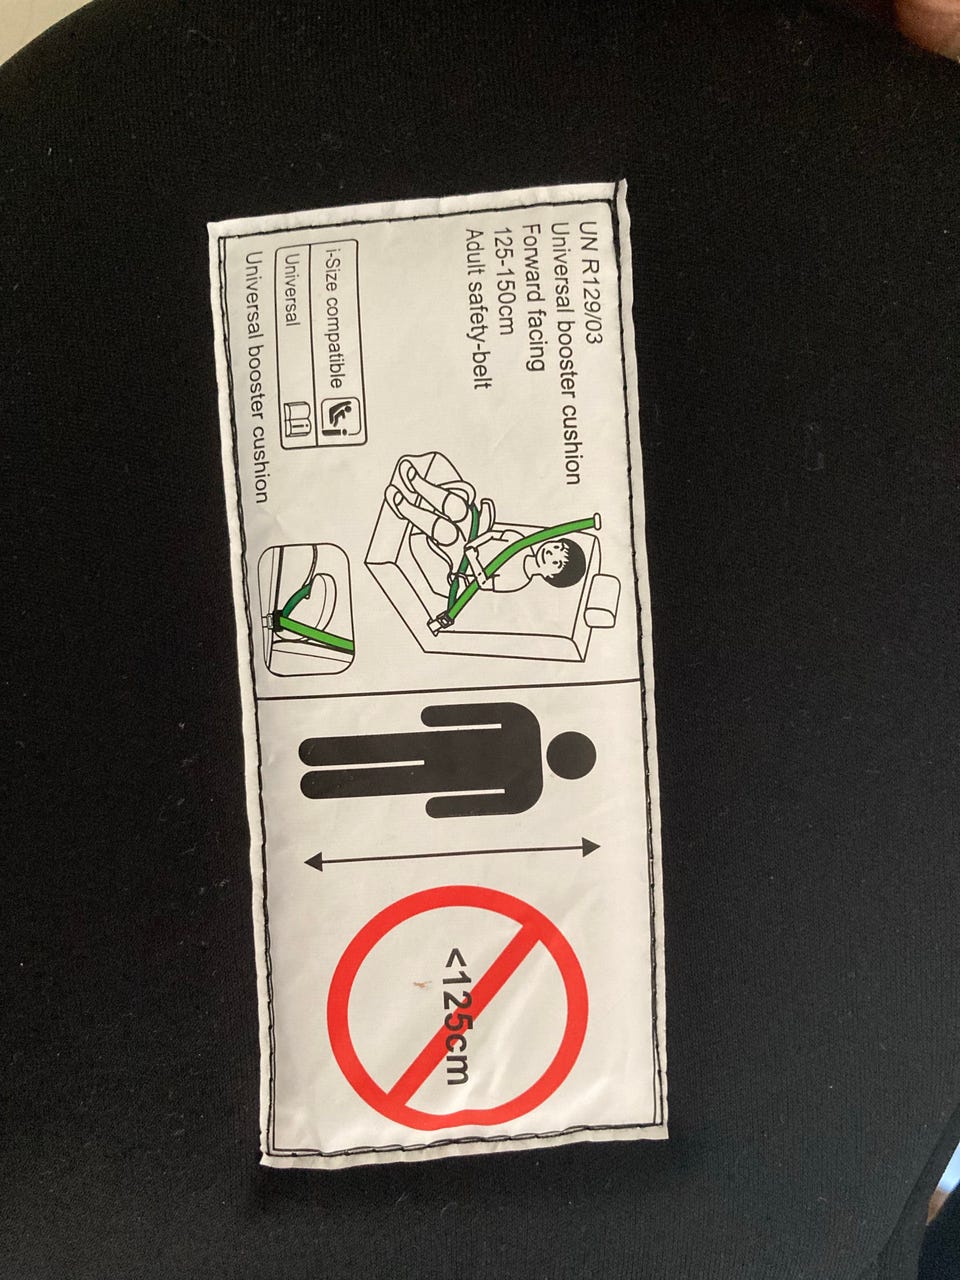 UN R129/03
Universal booster cushion
Forward facing
125-150cm
Adult safety-belt
i-Size compatible
Universal
Universal booster cushion
<125cm